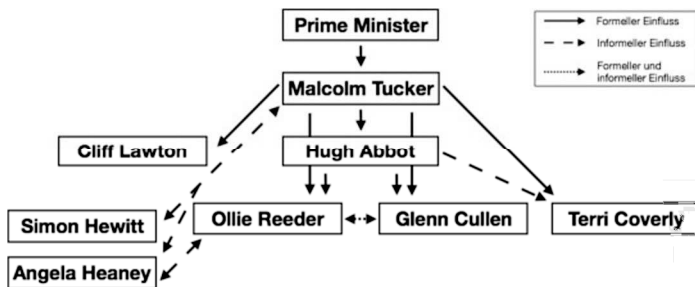 Prime Minister
Formeller Einfluss
Informeller Einfluss
Formeller und
informeller Einfluss
Malcolm Tucker
Cliff Lawton
Hugh Abbot
Simon Hewitt
Ollie Reeder
Glenn Cullen
Terri Coverly
Angela Heaney